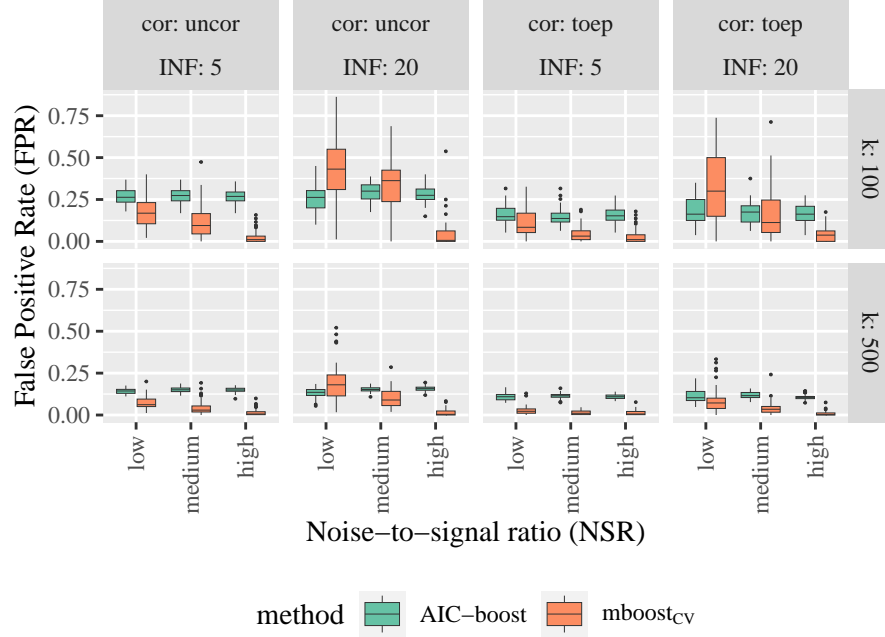 cor: uncor cor: uncor cor: toep cor: toep
INF: 5 INF: 20 INF: 5 INF: 20
False Positive Rate (FPR)
0.75
0.50
0.25
0.00
k: 100
0.75
0.50
0.25
0.00
k: 500
low medium high low medium high low medium high low medium high
Noise−to−signal ratio (NSR)
method AIC−boost mboostCV